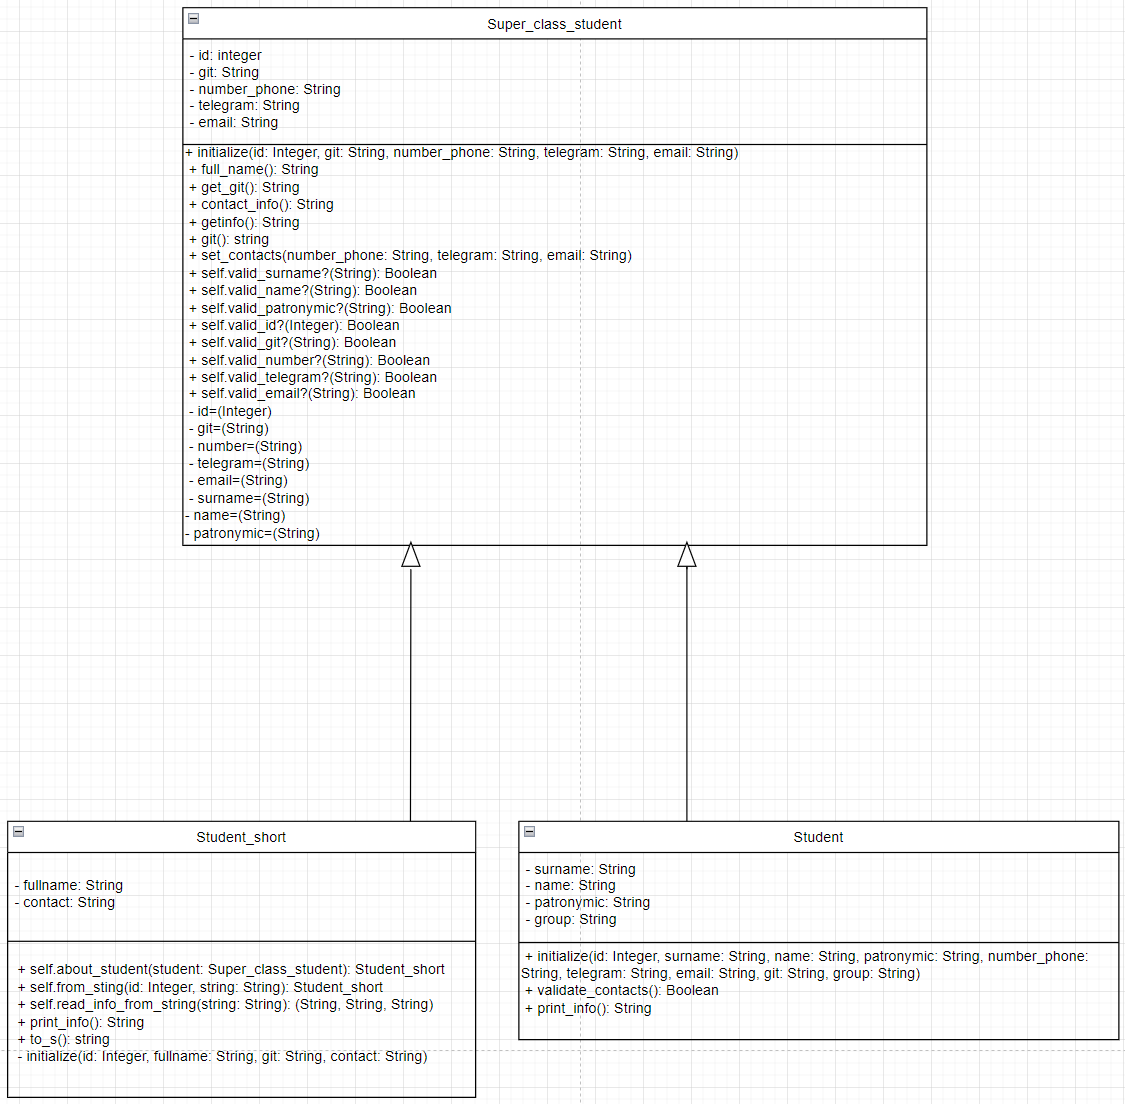 Super_class_student
- id: integer
- git: String
- number_phone: String
- telegram: String
- email: String
+ initialize(id: Integer, git: String, number_phone: String, telegram: String, email: String)
+ full_name(): String
+ get_git(): String
+ contact_info(): String
+ getinfo(): String
+ git(): string
+ set_contacts(number_phone: String, telegram: String, email: String)
+ self.valid_surname?(String): Boolean
+ self.valid_name?(String): Boolean
+ self.valid_patronymic?(String): Boolean
+ self.valid_id?(Integer): Boolean
+ self.valid_git?(String): Boolean
+ self.valid_number?(String): Boolean
+ self.valid_telegram?(String): Boolean
+ self.valid_email?(String): Boolean
- id=(Integer)
- git=(String)
- number=(String)
- telegram=(String)
- email=(String)
- surname=(String)
- name=(String)
- patronymic=(String)
Student_short
- fullname: String
- contact: String
+ self.about_student(student: Super_class_student): Student_short
+ self.from_sting(id: Integer, string: String): Student_short
+ self.read_info_from_string(string: String): (String, String, String)
+ print_info(): String
+ to_s(): string
- initialize(id: Integer, fullname: String, git: String, contact: String)
Student
- surname: String
- name: String
- patronymic: String
- group: String
+ initialize(id: Integer, surname: String, name: String, patronymic: String, number_phone:
String, telegram: String, email: String, git: String, group: String)
+ validate_contacts(): Boolean
+ print_info(): String